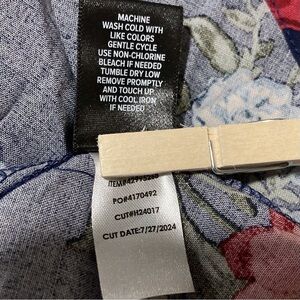 MACHINE
WASH COLD WITH
LIKE COLORS
GENTLE CYCLE
USE NON-CHLORINE
BLEACH IF NEEDED
TUMBLE DRY LOW
REMOVE PROMPTLY
AND TOUCH UP
WITH COOL IRON
IF NEEDED
PO#4170492
CUT#H24017
CUT DATE:7/27/2024